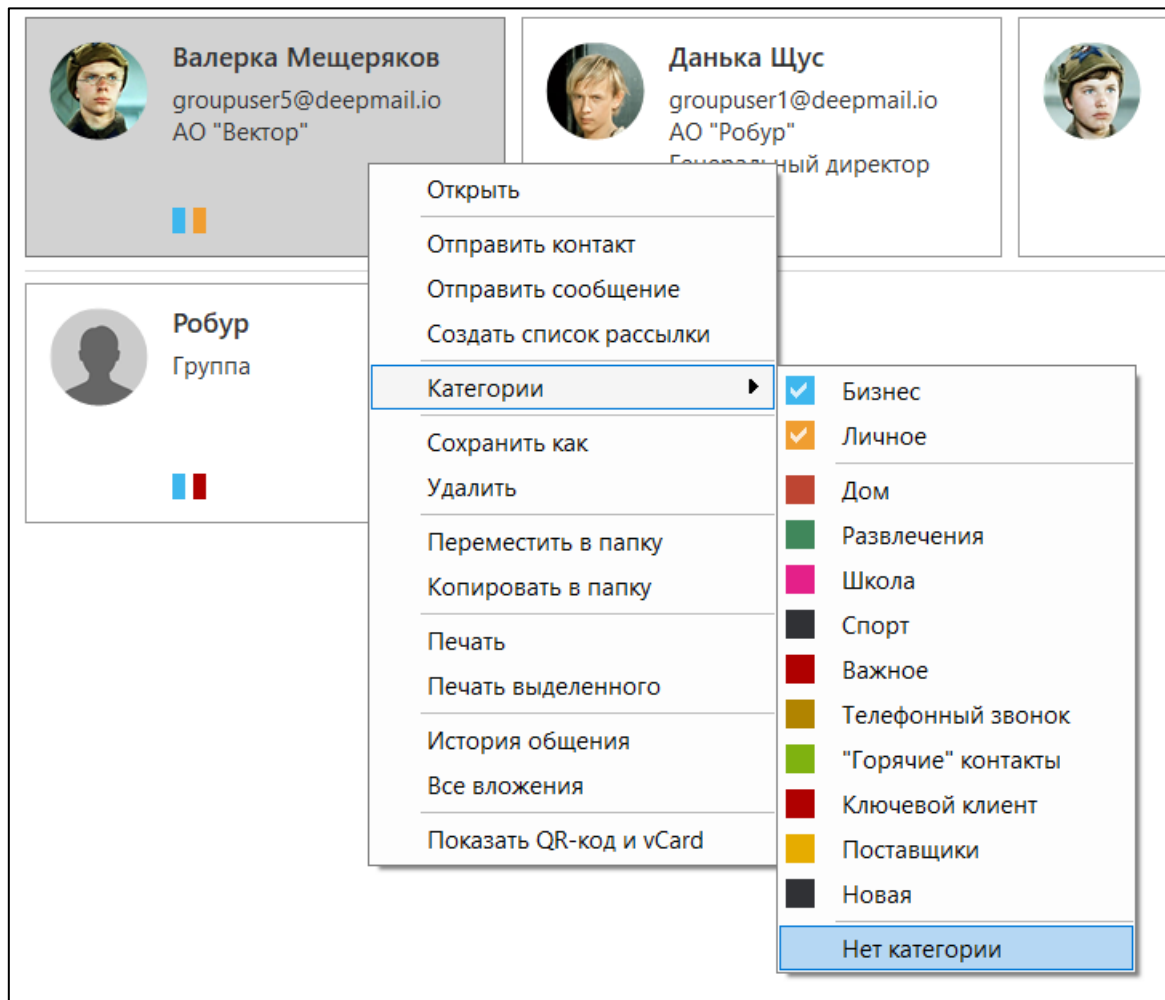 Валерка Мещеряков
groupuser5@deepmail.io
АО "Вектор"
Данька Щус
groupuser1@deepmail.io
АО "Робур"
Генеральный директор
Робур
Группа
Открыть
Отправить контакт
Отправить сообщение
Создать список рассылки
Категории
Сохранить как
Удалить
Переместить в папку
Копировать в папку
Печать
Печать выделенного
История общения
Все вложения
Показать QR-код и vCard
Бизнес
Личное
Дом
Развлечения
Школа
Спорт
Важное
Телефонный звонок
"Горячие" контакты
Ключевой клиент
Поставщики
Новая
Нет категории